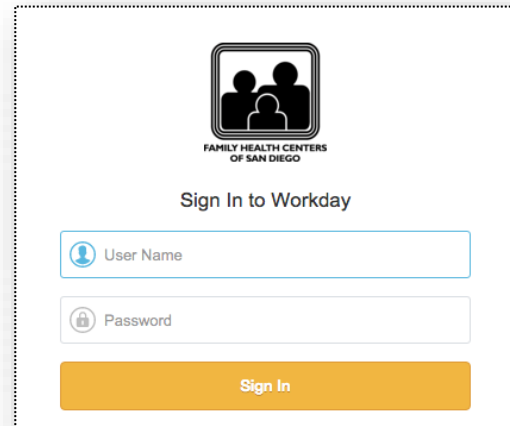 FAMILY HEALTH CENTERS
OF SAN DIEGO
Sign In to Workday
User Name
Password
Sign In